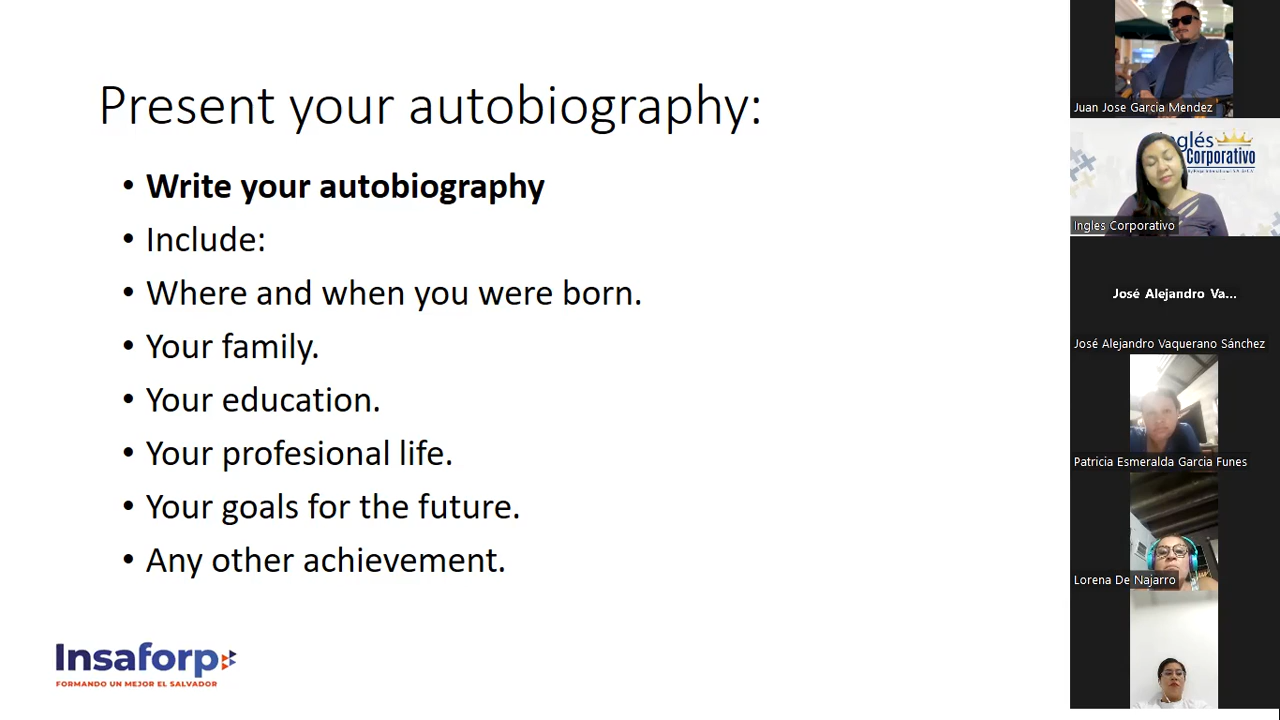 Present your autobiography:
• Write your autobiography
• Include:
• Where and when you were born.
• Your family.
• Your education.
• Your profesional life.
• Your goals for the future.
• Any other achievement.
Insaforp
FORMANDO UN MEJOR EL SALVADOR
Juan Jose Garcia Mendez
Inglés
Corporativo
Ingles Corporativo
José Alejandro Va...
José Alejandro Vaquerano Sánchez
Patricia Esmeralda Garcia Funes
Lorena De Najarro